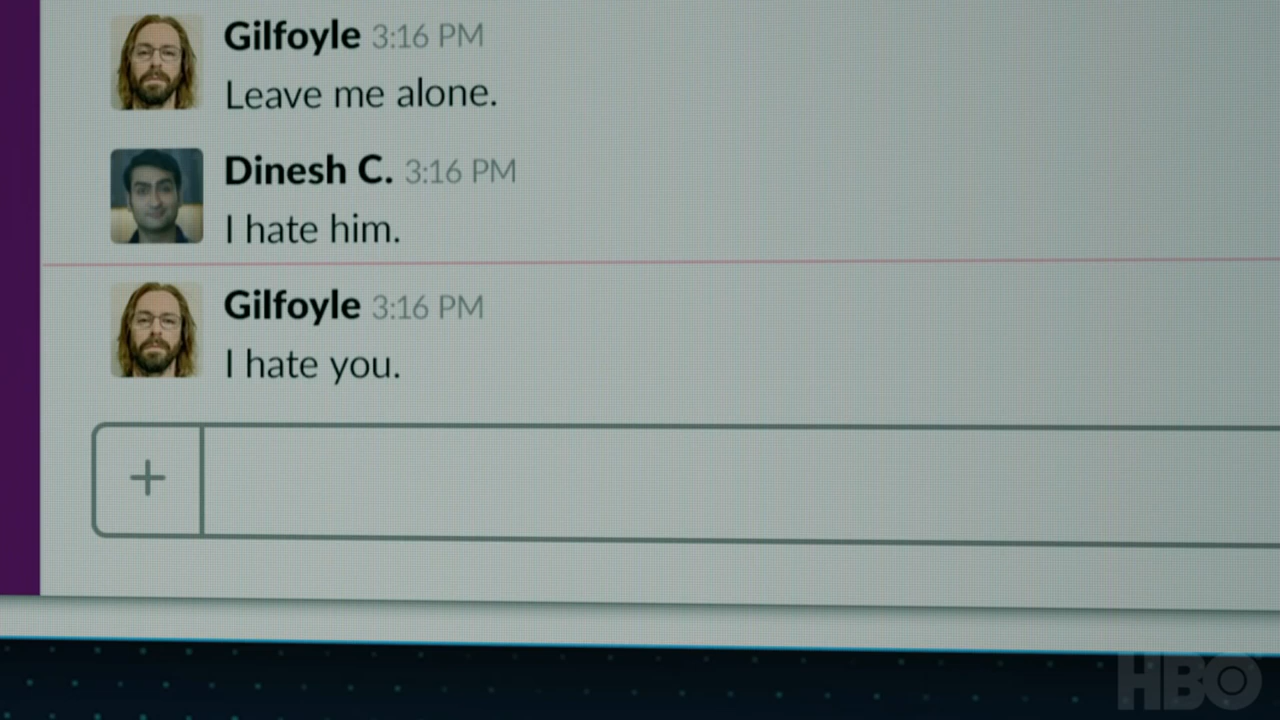 Gilfoyle 3:16 PM
Leave me alone.
Dinesh C. 3:16 PM
I hate him.
Gilfoyle 3:16 PM
I hate you.
+
HBO